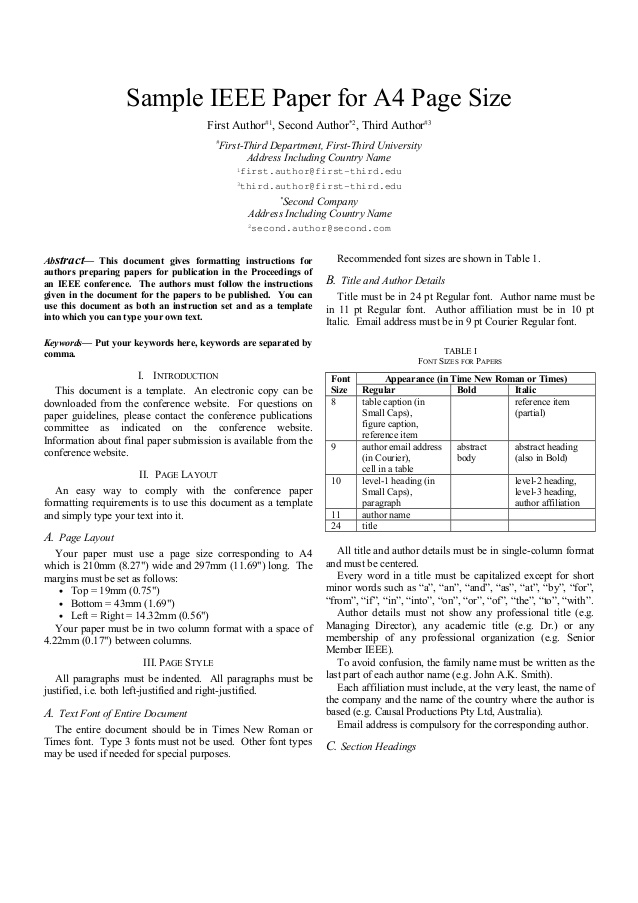 Sample IEEE Paper for A4 Page Size
First Author#1, Second Author*2, Third Author#3
#First-Third Department, First-Third University
Address Including Country Name
1first.author@first-third.edu
3third.author@first-third.edu
*Second Company
Address Including Country Name
2second.author@second.com
Abstract— This document gives formatting instructions for
authors preparing papers for publication in the Proceedings of
an IEEE conference. The authors must follow the instructions
given in the document for the papers to be published. You can
use this document as both an instruction set and as a template
into which you can type your own text.
Keywords— Put your keywords here, keywords are separated by
comma.
I. INTRODUCTION
This document is a template. An electronic copy can be
downloaded from the conference website. For questions on
paper guidelines, please contact the conference publications
committee as indicated on the conference website.
Information about final paper submission is available from the
conference website.
II. PAGE LAYOUT
An easy way to comply with the conference paper
formatting requirements is to use this document as a template
and simply type your text into it.
A. Page Layout
Your paper must use a page size corresponding to A4
which is 210mm (8.27") wide and 297mm (11.69") long. The
margins must be set as follows:
• Top = 19mm (0.75")
• Bottom = 43mm (1.69")
• Left = Right = 14.32mm (0.56")
Your paper must be in two column format with a space of
4.22mm (0.17") between columns.
III. PAGE STYLE
All paragraphs must be indented. All paragraphs must be
justified, i.e. both left-justified and right-justified.
A. Text Font of Entire Document
The entire document should be in Times New Roman or
Times font. Type 3 fonts must not be used. Other font types
may be used if needed for special purposes.
Recommended font sizes are shown in Table 1.
B. Title and Author Details
Title must be in 24 pt Regular font. Author name must be
in 11 pt Regular font. Author affiliation must be in 10 pt
Italic. Email address must be in 9 pt Courier Regular font.
TABLE I
FONT SIZES FOR PAPERS
Font Appearance (in Time New Roman or Times)
Size Regular Bold Italic
8 table caption (in reference item
Small Caps), (partial)
figure caption,
reference item
9 author email address abstract abstract heading
(in Courier), body (also in Bold)
cell in a table
10 level-1 heading (in level-2 heading,
Small Caps), level-3 heading,
paragraph author affiliation
11 author name
24 title
All title and author details must be in single-column format
and must be centered.
Every word in a title must be capitalized except for short
minor words such as “a”, “an”, “and”, “as”, “at”, “by”, “for”,
“from”, “if”, “in”, “into”, “on”, “or”, “of”, “the”, “to”, “with”.
Author details must not show any professional title (e.g.
Managing Director), any academic title (e.g. Dr.) or any
membership of any professional organization (e.g. Senior
Member IEEE).
To avoid confusion, the family name must be written as the
last part of each author name (e.g. John A.K. Smith).
Each affiliation must include, at the very least, the name of
the company and the name of the country where the author is
based (e.g. Causal Productions Pty Ltd, Australia).
Email address is compulsory for the corresponding author.
C. Section Headings